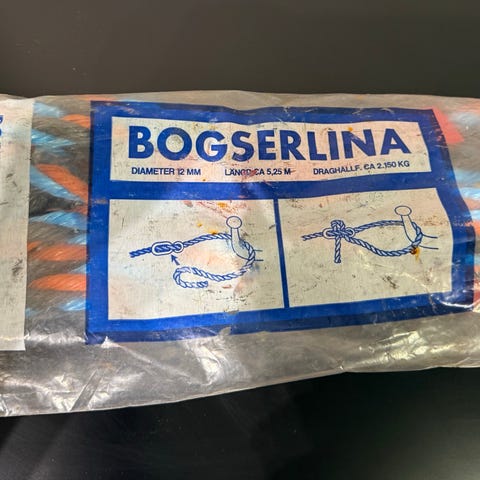 BOGSERLINA
DIAMETER 12 MM LÄNGD CA 5,25 M DRAGHÅLLF. CA 2.150 KG